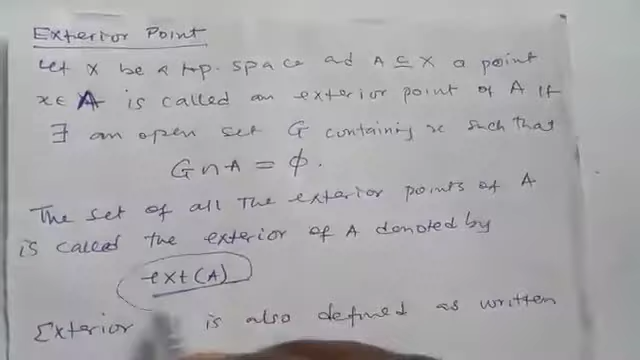 Exterior Point
Let X be a top. space ad A ⊆ X a point
x ∈ A is called an exterior point of A if
∃ an open set G containing x such that
G ∩ A = ϕ.
The set of all the exterior points of A
is called the exterior of A denoted by
ext(A)
Exterior is also defined as written